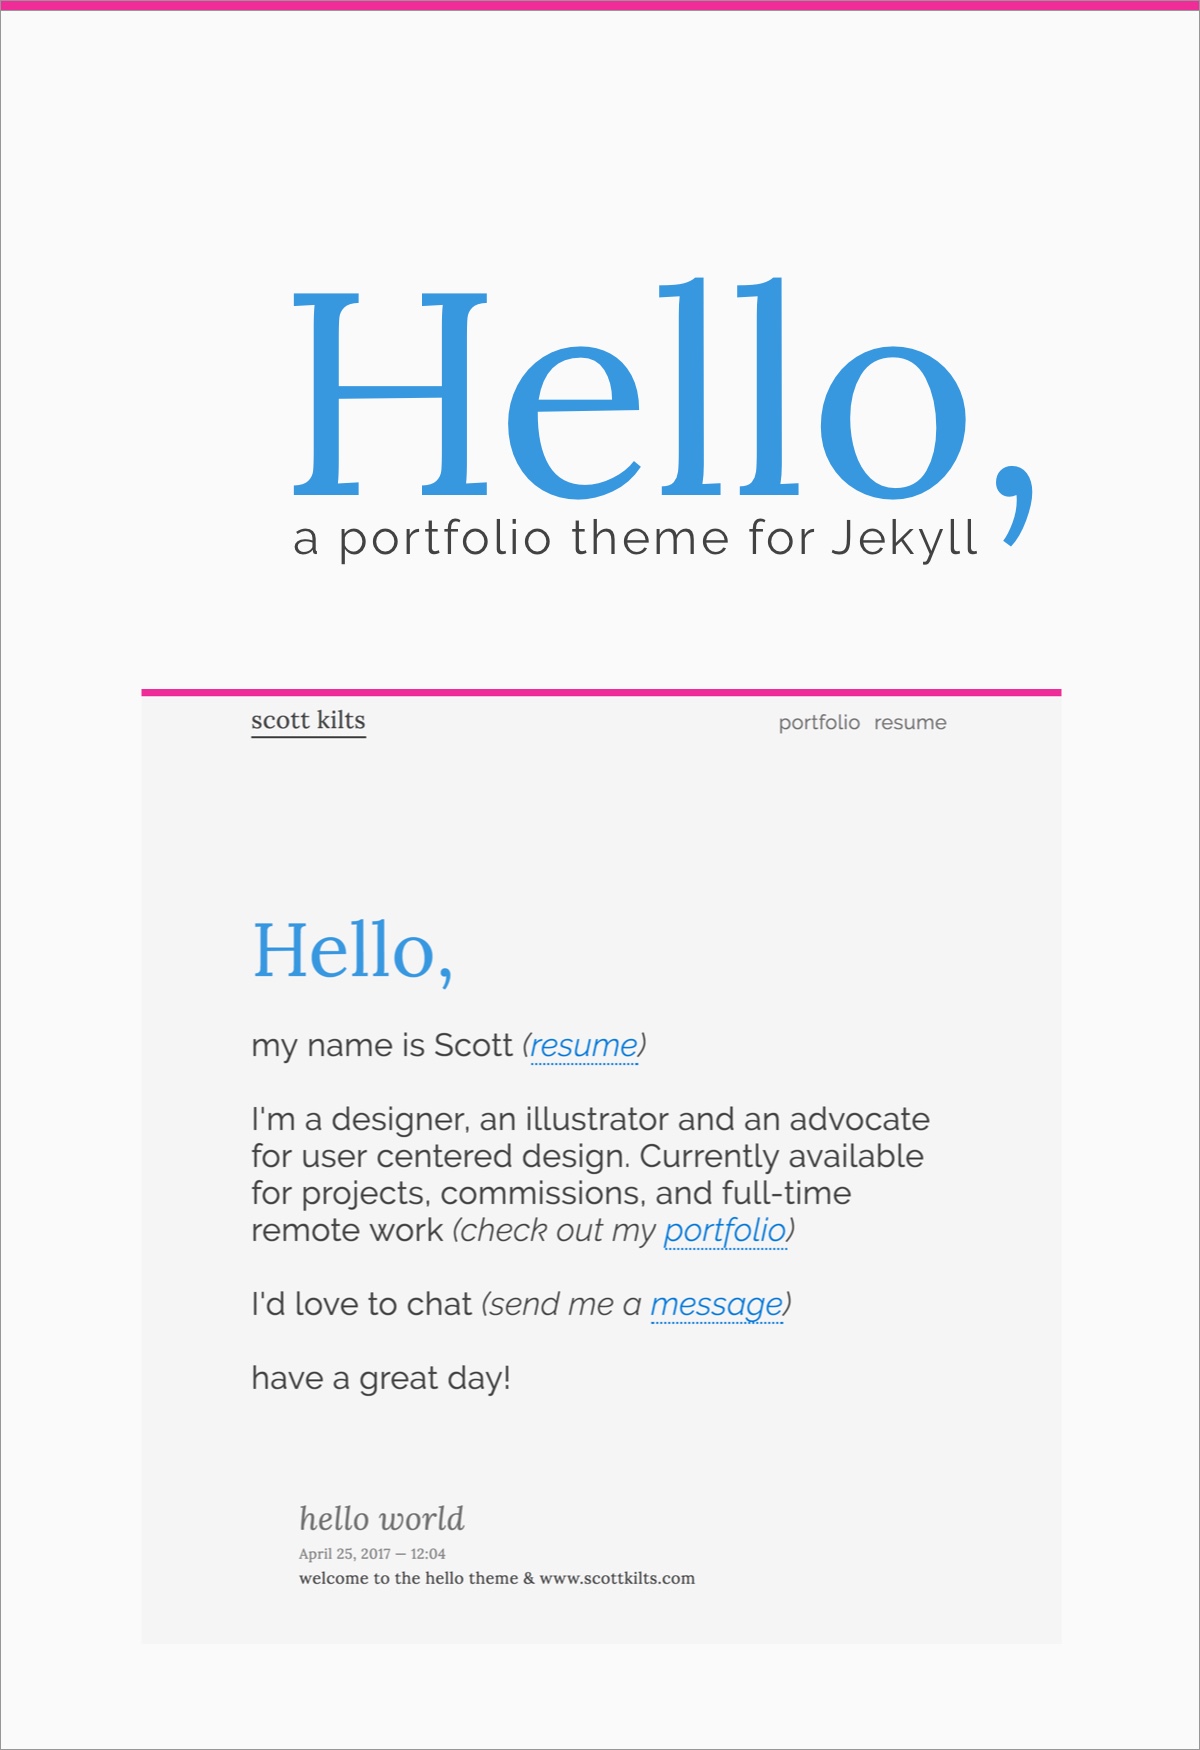 Hello,
a portfolio theme for Jekyll
scott kilts
portfolio resume
Hello,
my name is Scott (resume)
I'm a designer, an illustrator and an advocate
for user centered design. Currently available
for projects, commissions, and full-time
remote work (check out my portfolio)
I'd love to chat (send me a message)
have a great day!
hello world
April 25, 2017 — 12:04
welcome to the hello theme & www.scottkilts.com